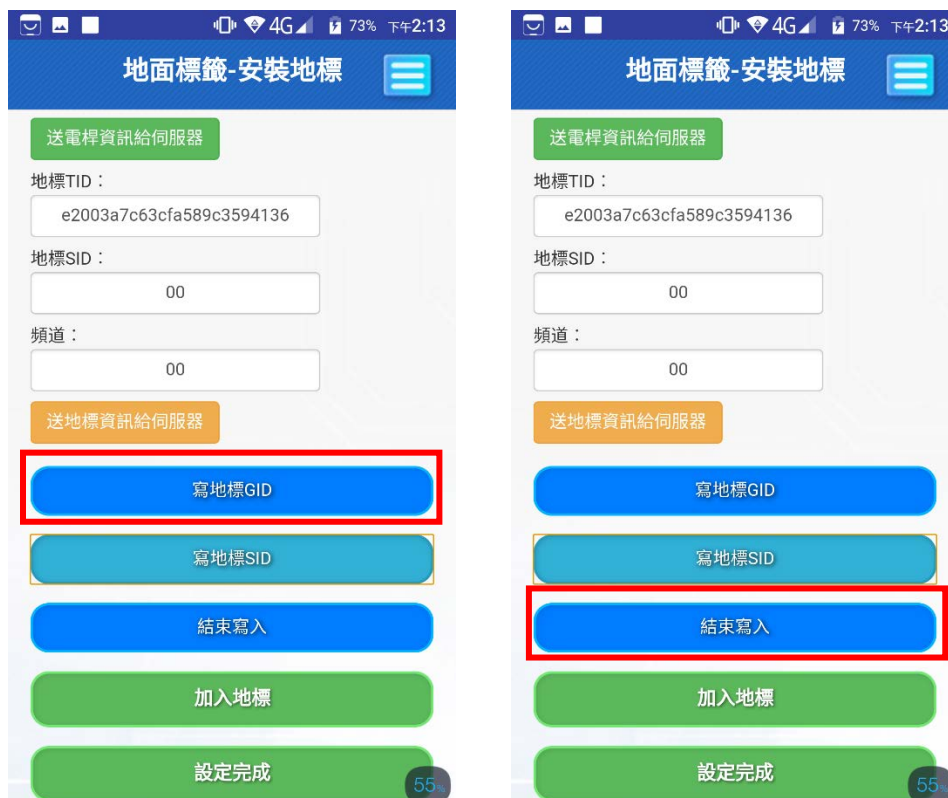 4G 73% 下午2:13
地面標籤-安裝地標
送電桿資訊給伺服器
地標TID：
e2003a7c63cfa589c3594136
地標SID：
00
頻道：
00
送地標資訊給伺服器
寫地標GID
寫地標SID
結束寫入
加入地標
設定完成
55%
4G 73% 下午2:13
地面標籤-安裝地標
送電桿資訊給伺服器
地標TID：
e2003a7c63cfa589c3594136
地標SID：
00
頻道：
00
送地標資訊給伺服器
寫地標GID
寫地標SID
結束寫入
加入地標
設定完成
55%